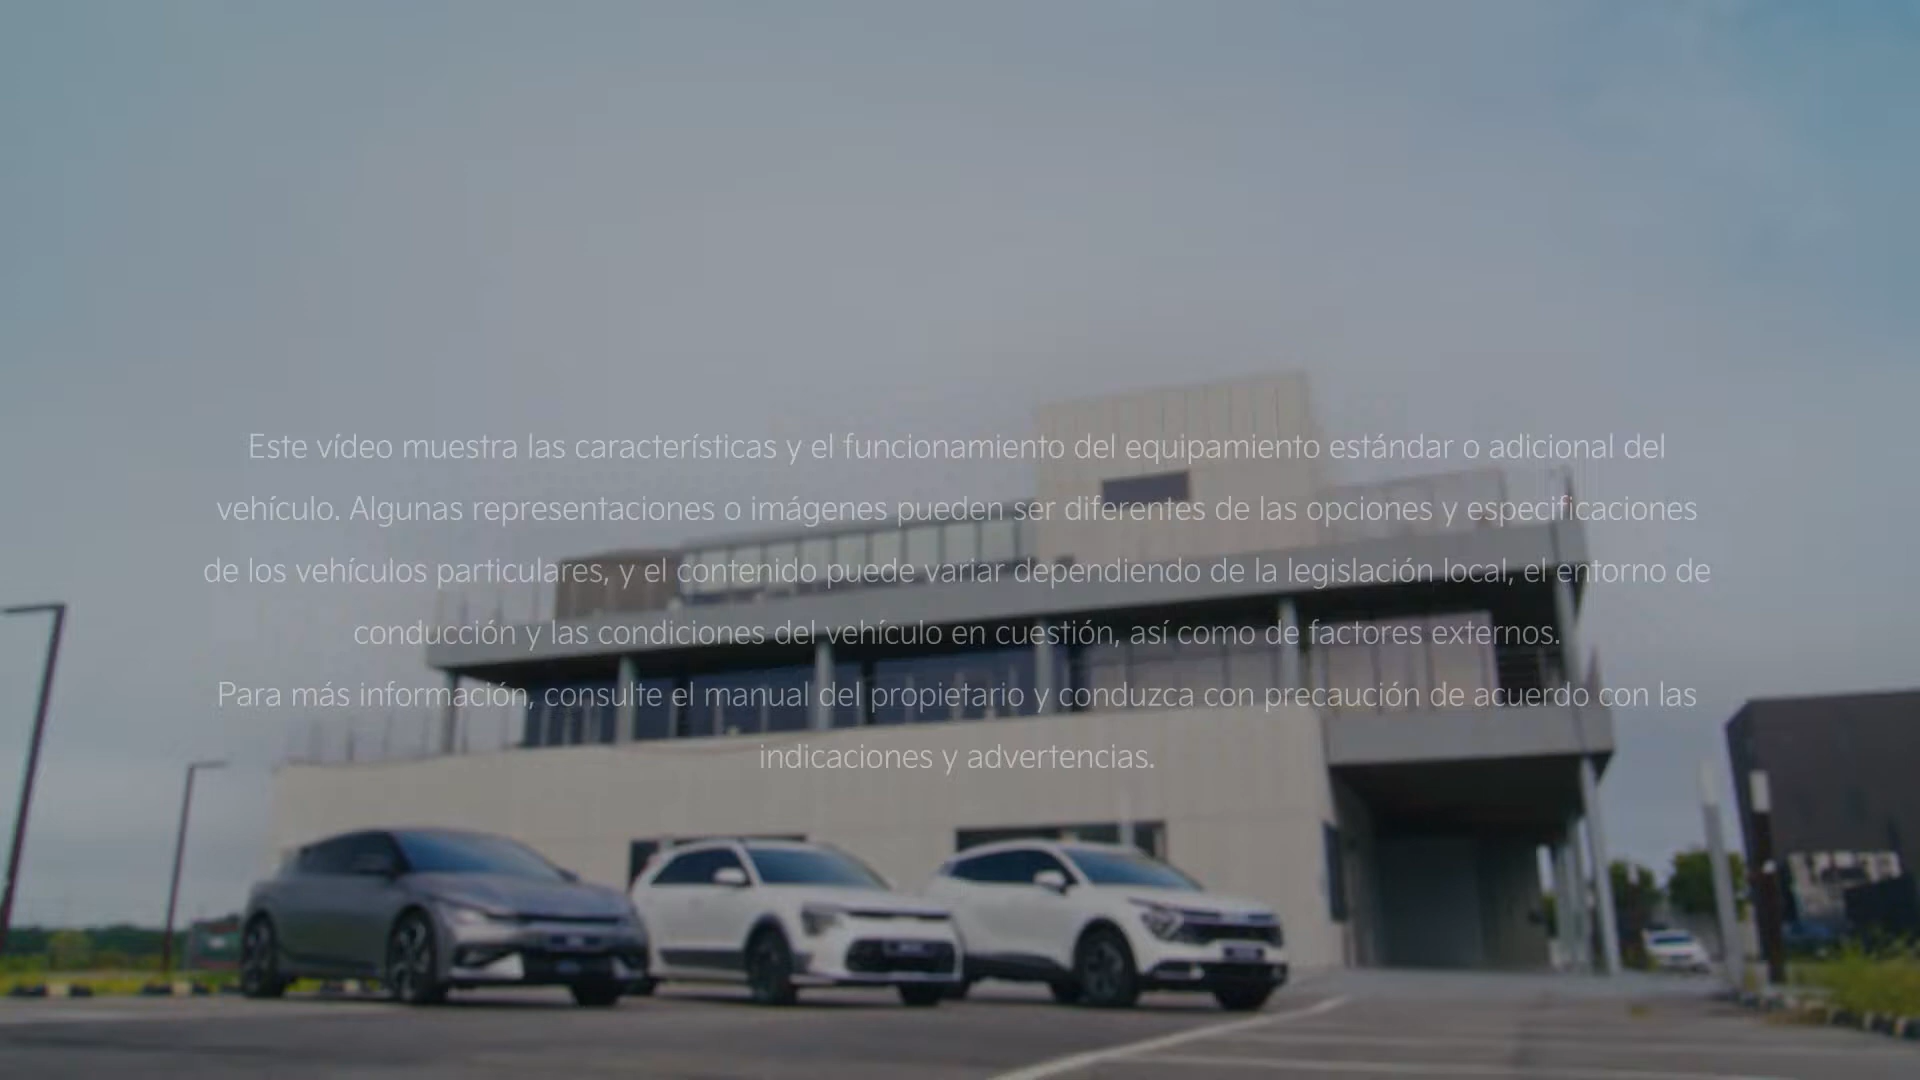 Este vídeo muestra las características y el funcionamiento del equipamiento estándar o adicional del
vehículo. Algunas representaciones o imágenes pueden ser diferentes de las opciones y especificaciones
de los vehículos particulares, y el contenido puede variar dependiendo de la legislación local, el entorno de
conducción y las condiciones del vehículo en cuestión, así como de factores externos.
Para más información, consulte el manual del propietario y conduzca con precaución de acuerdo con las
indicaciones y advertencias.